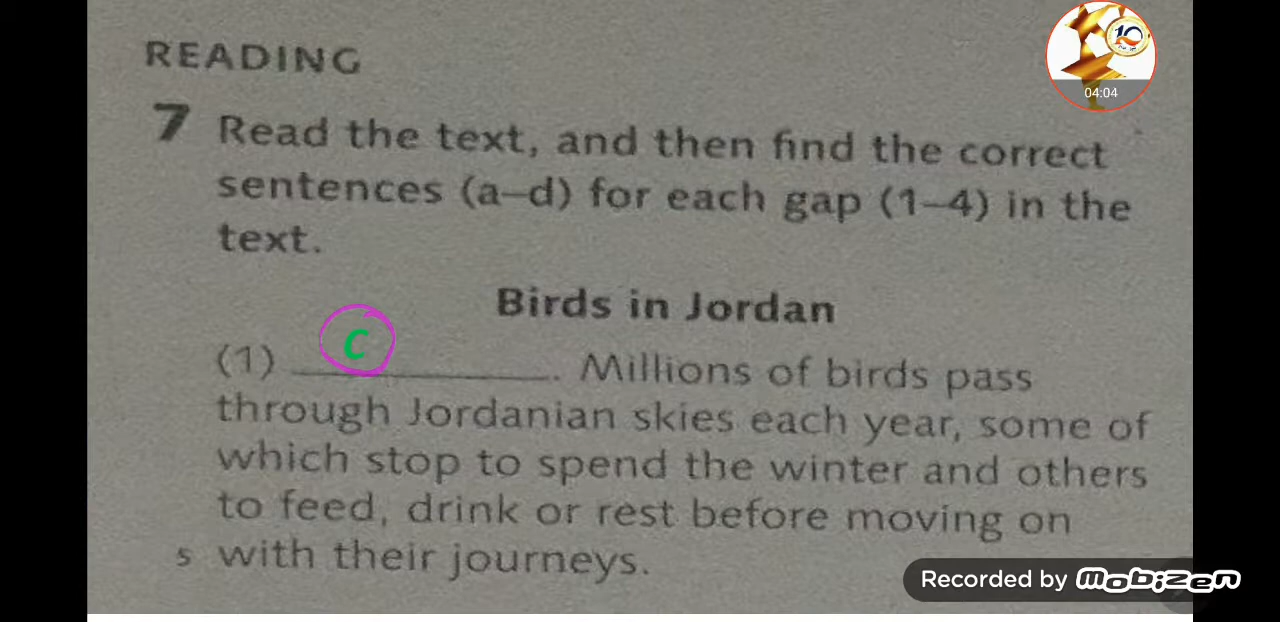 READING
10
04:04
7 Read the text, and then find the correct
sentences (a–d) for each gap (1–4) in the
text.
Birds in Jordan
(1) C . Millions of birds pass
through Jordanian skies each year, some of
which stop to spend the winter and others
to feed, drink or rest before moving on
5 with their journeys.
Recorded by mobizen